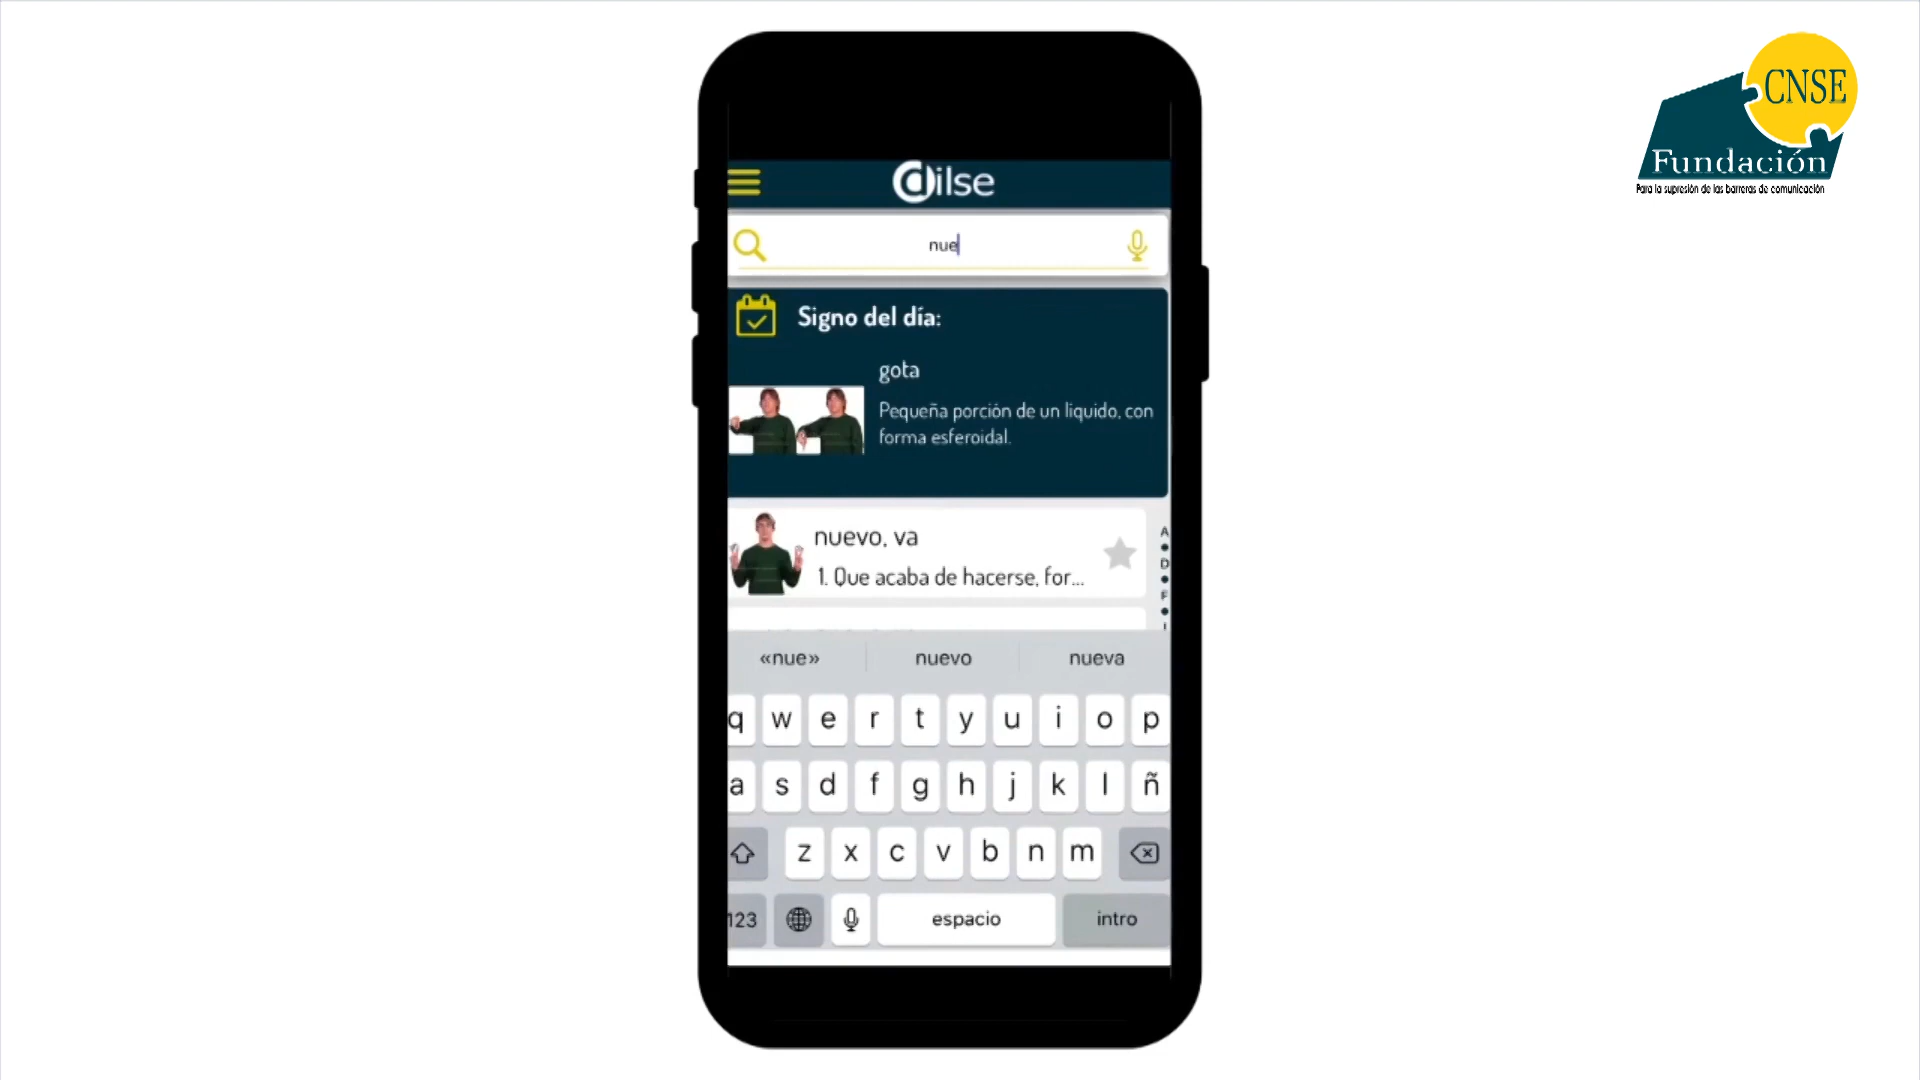 CNSE
Fundación
Para la supresión de las barreras de comunicación
dilse
nue
Signo del día:
gota
Pequeña porción de un líquido, con
forma esferoidal.
nuevo, va
1. Que acaba de hacerse, for...
A
D
F
I
«nue» nuevo nueva
q w e r t y u i o p
a s d f g h j k l ñ
z x c v b n m
123 espacio intro